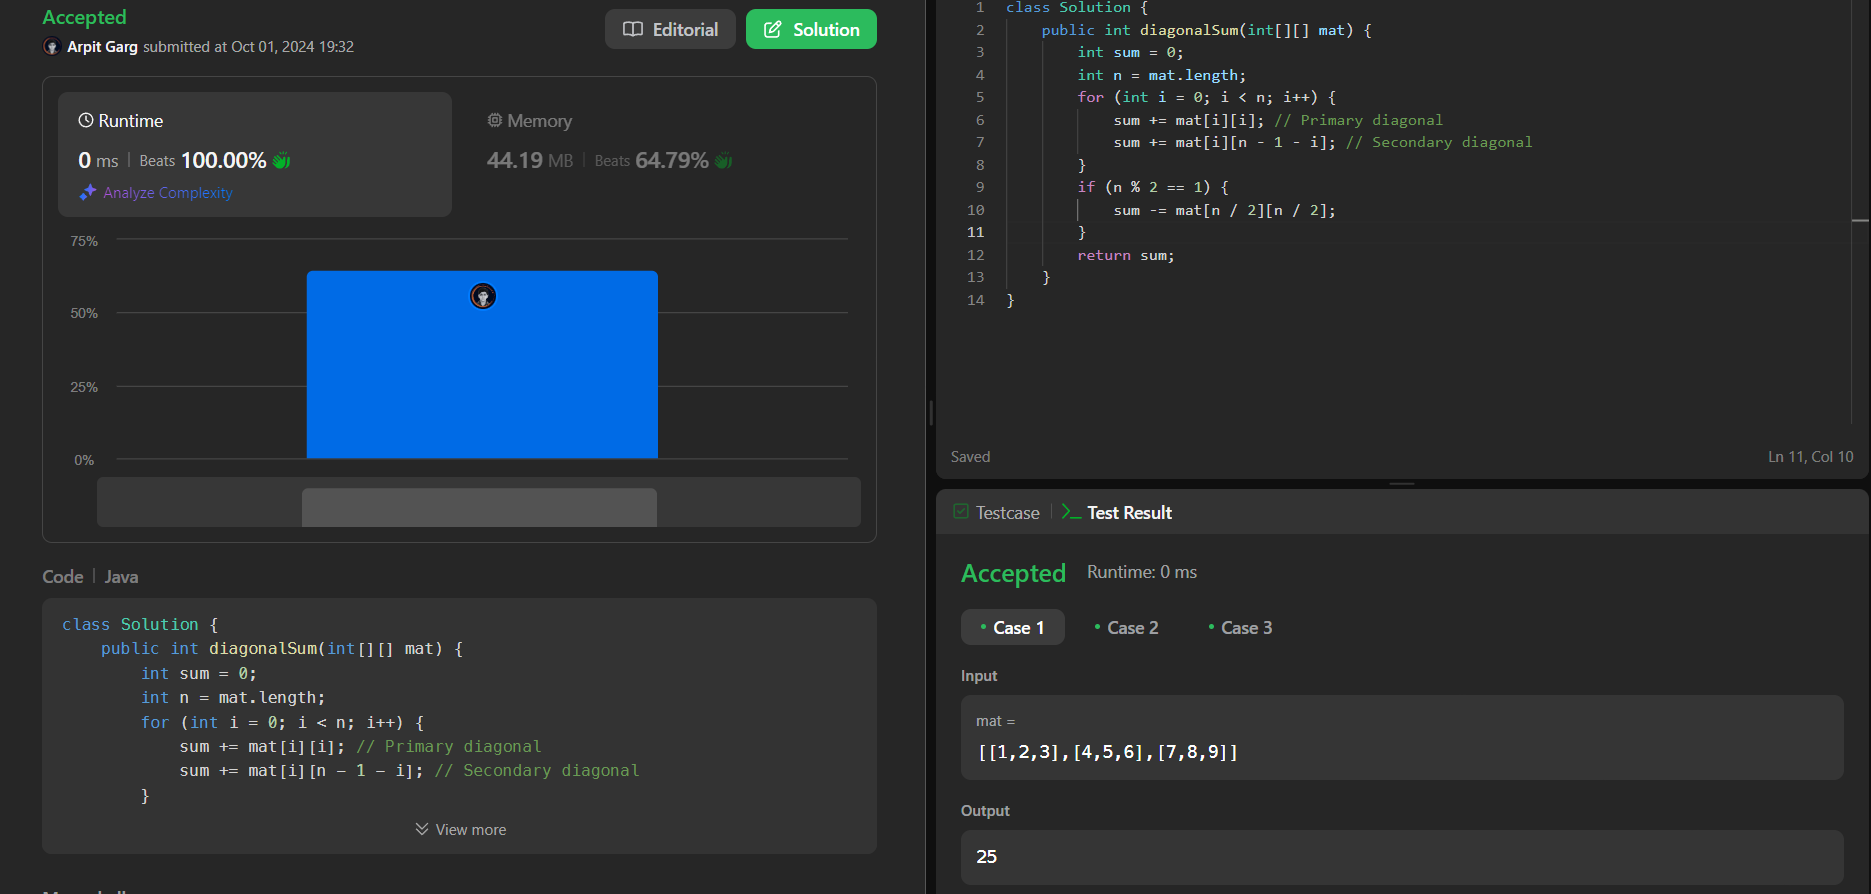 Accepted
Arpit Garg submitted at Oct 01, 2024 19:32
Editorial
Solution
Runtime
0 ms | Beats 100.00%
Analyze Complexity
Memory
44.19 MB | Beats 64.79%
75%
50%
25%
0%
Code | Java
class Solution {
    public int diagonalSum(int[][] mat) {
        int sum = 0;
        int n = mat.length;
        for (int i = 0; i < n; i++) {
            sum += mat[i][i]; // Primary diagonal
            sum += mat[i][n - 1 - i]; // Secondary diagonal
        }
View more
1 class Solution {
2     public int diagonalSum(int[][] mat) {
3         int sum = 0;
4         int n = mat.length;
5         for (int i = 0; i < n; i++) {
6             sum += mat[i][i]; // Primary diagonal
7             sum += mat[i][n - 1 - i]; // Secondary diagonal
8         }
9         if (n % 2 == 1) {
10             sum -= mat[n / 2][n / 2];
11         }
12         return sum;
13     }
14 }
Saved
Ln 11, Col 10
Testcase | >_ Test Result
Accepted Runtime: 0 ms
• Case 1 • Case 2 • Case 3
Input
mat =
[[1,2,3],[4,5,6],[7,8,9]]
Output
25